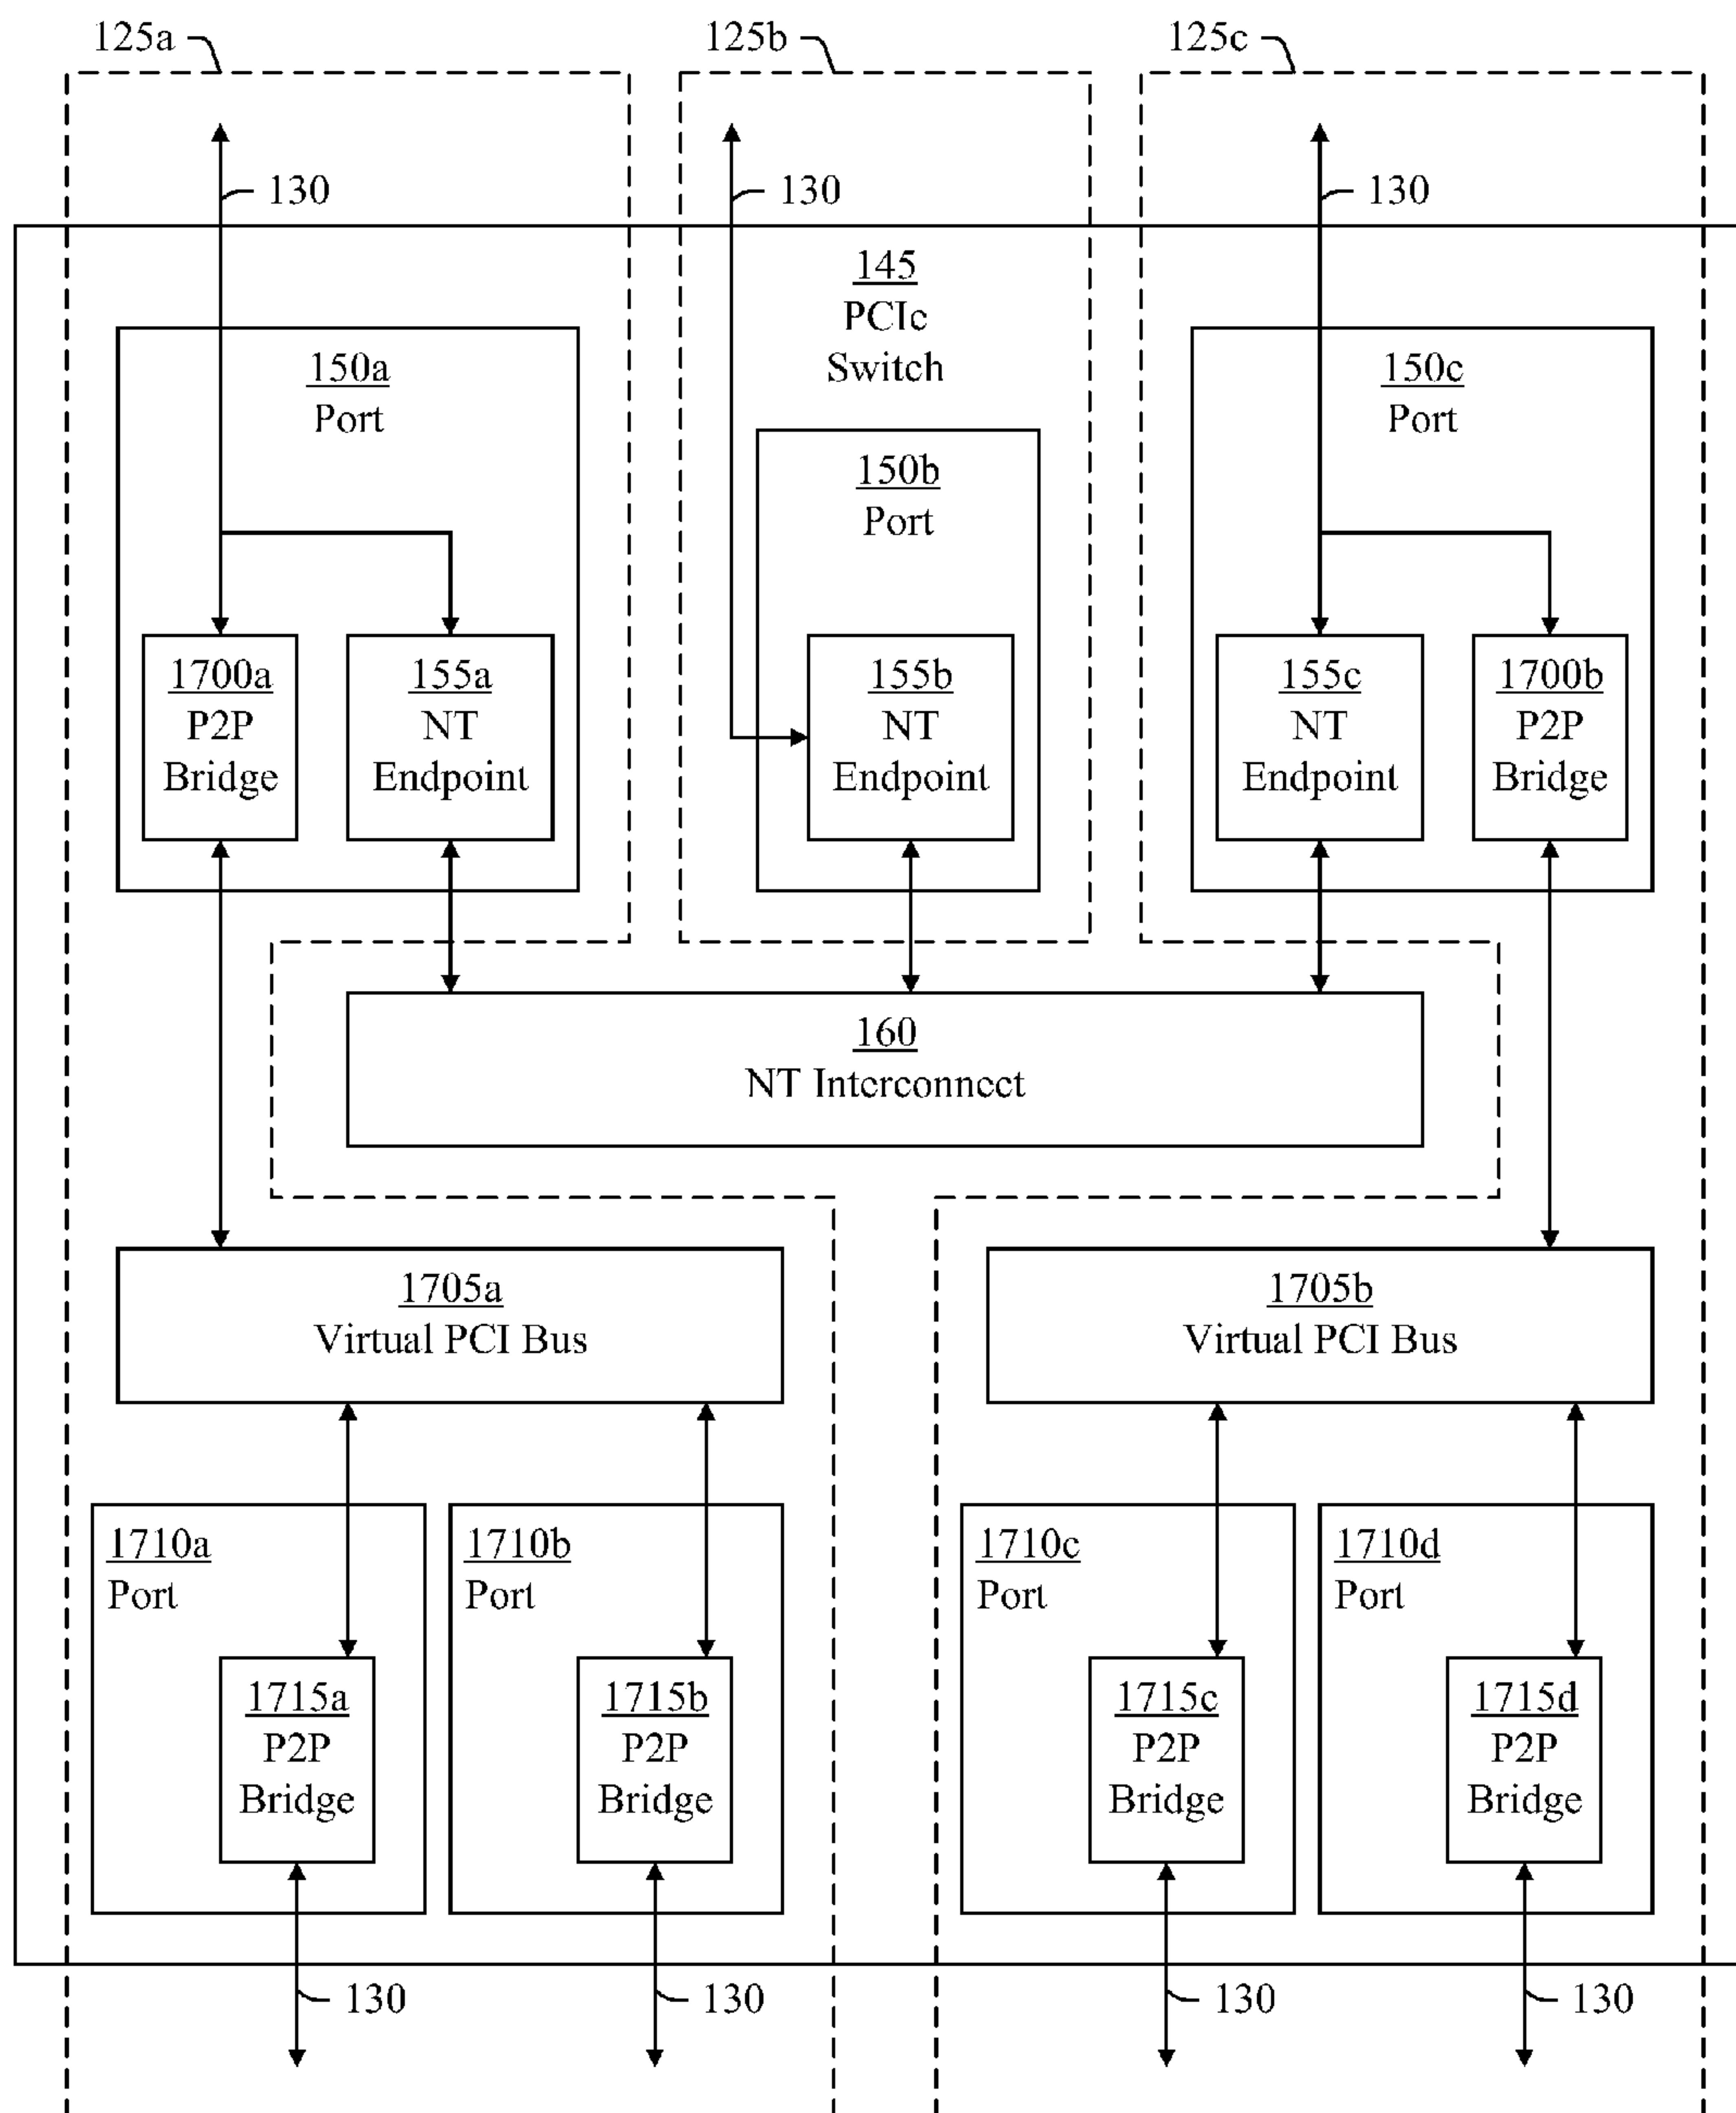 125a
125b
125c
130
130
130
145
PCIe
Switch
150a
Port
150b
Port
150c
Port
1700a
P2P
Bridge
155a
NT
Endpoint
155b
NT
Endpoint
155c
NT
Endpoint
1700b
P2P
Bridge
160
NT Interconnect
1705a
Virtual PCI Bus
1705b
Virtual PCI Bus
1710a
Port
1710b
Port
1710c
Port
1710d
Port
1715a
P2P
Bridge
1715b
P2P
Bridge
1715c
P2P
Bridge
1715d
P2P
Bridge
130
130
130
130